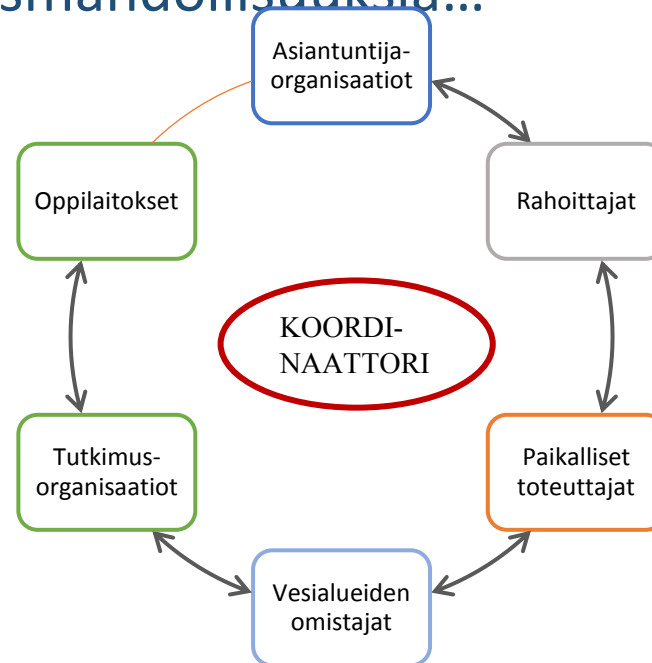 Asiantuntija-
organisaatiot
Oppilaitokset
Rahoittajat
KOORDI-
NAATTORI
Tutkimus-
organisaatiot
Paikalliset
toteuttajat
Vesialueiden
omistajat